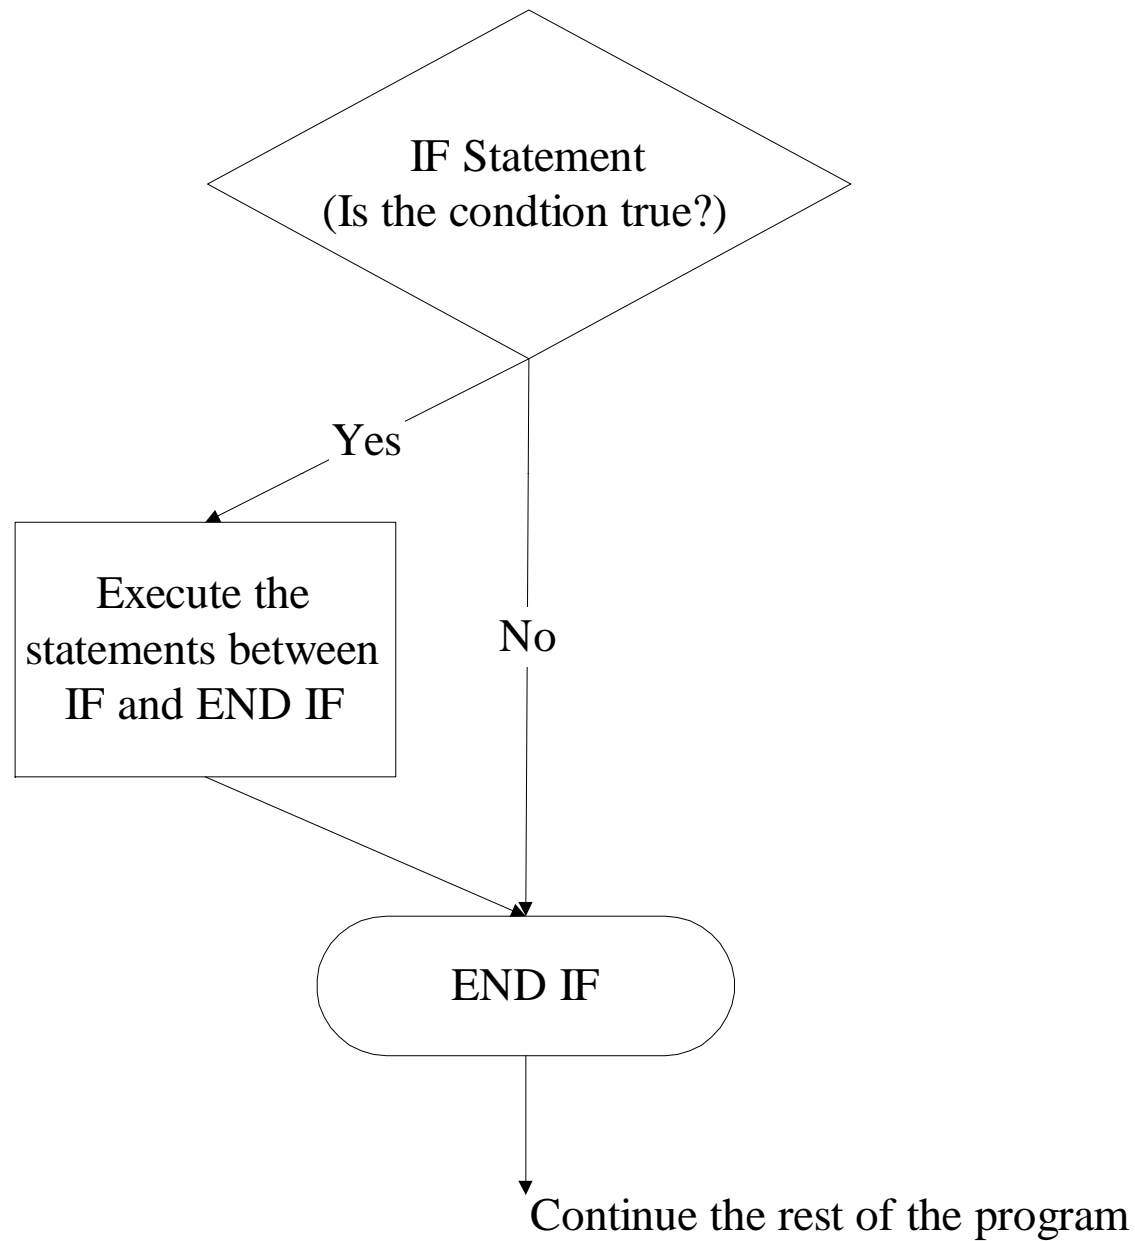 IF Statement
(Is the condtion true?)
Yes
Execute the
statements between
IF and END IF
No
END IF
Continue the rest of the program